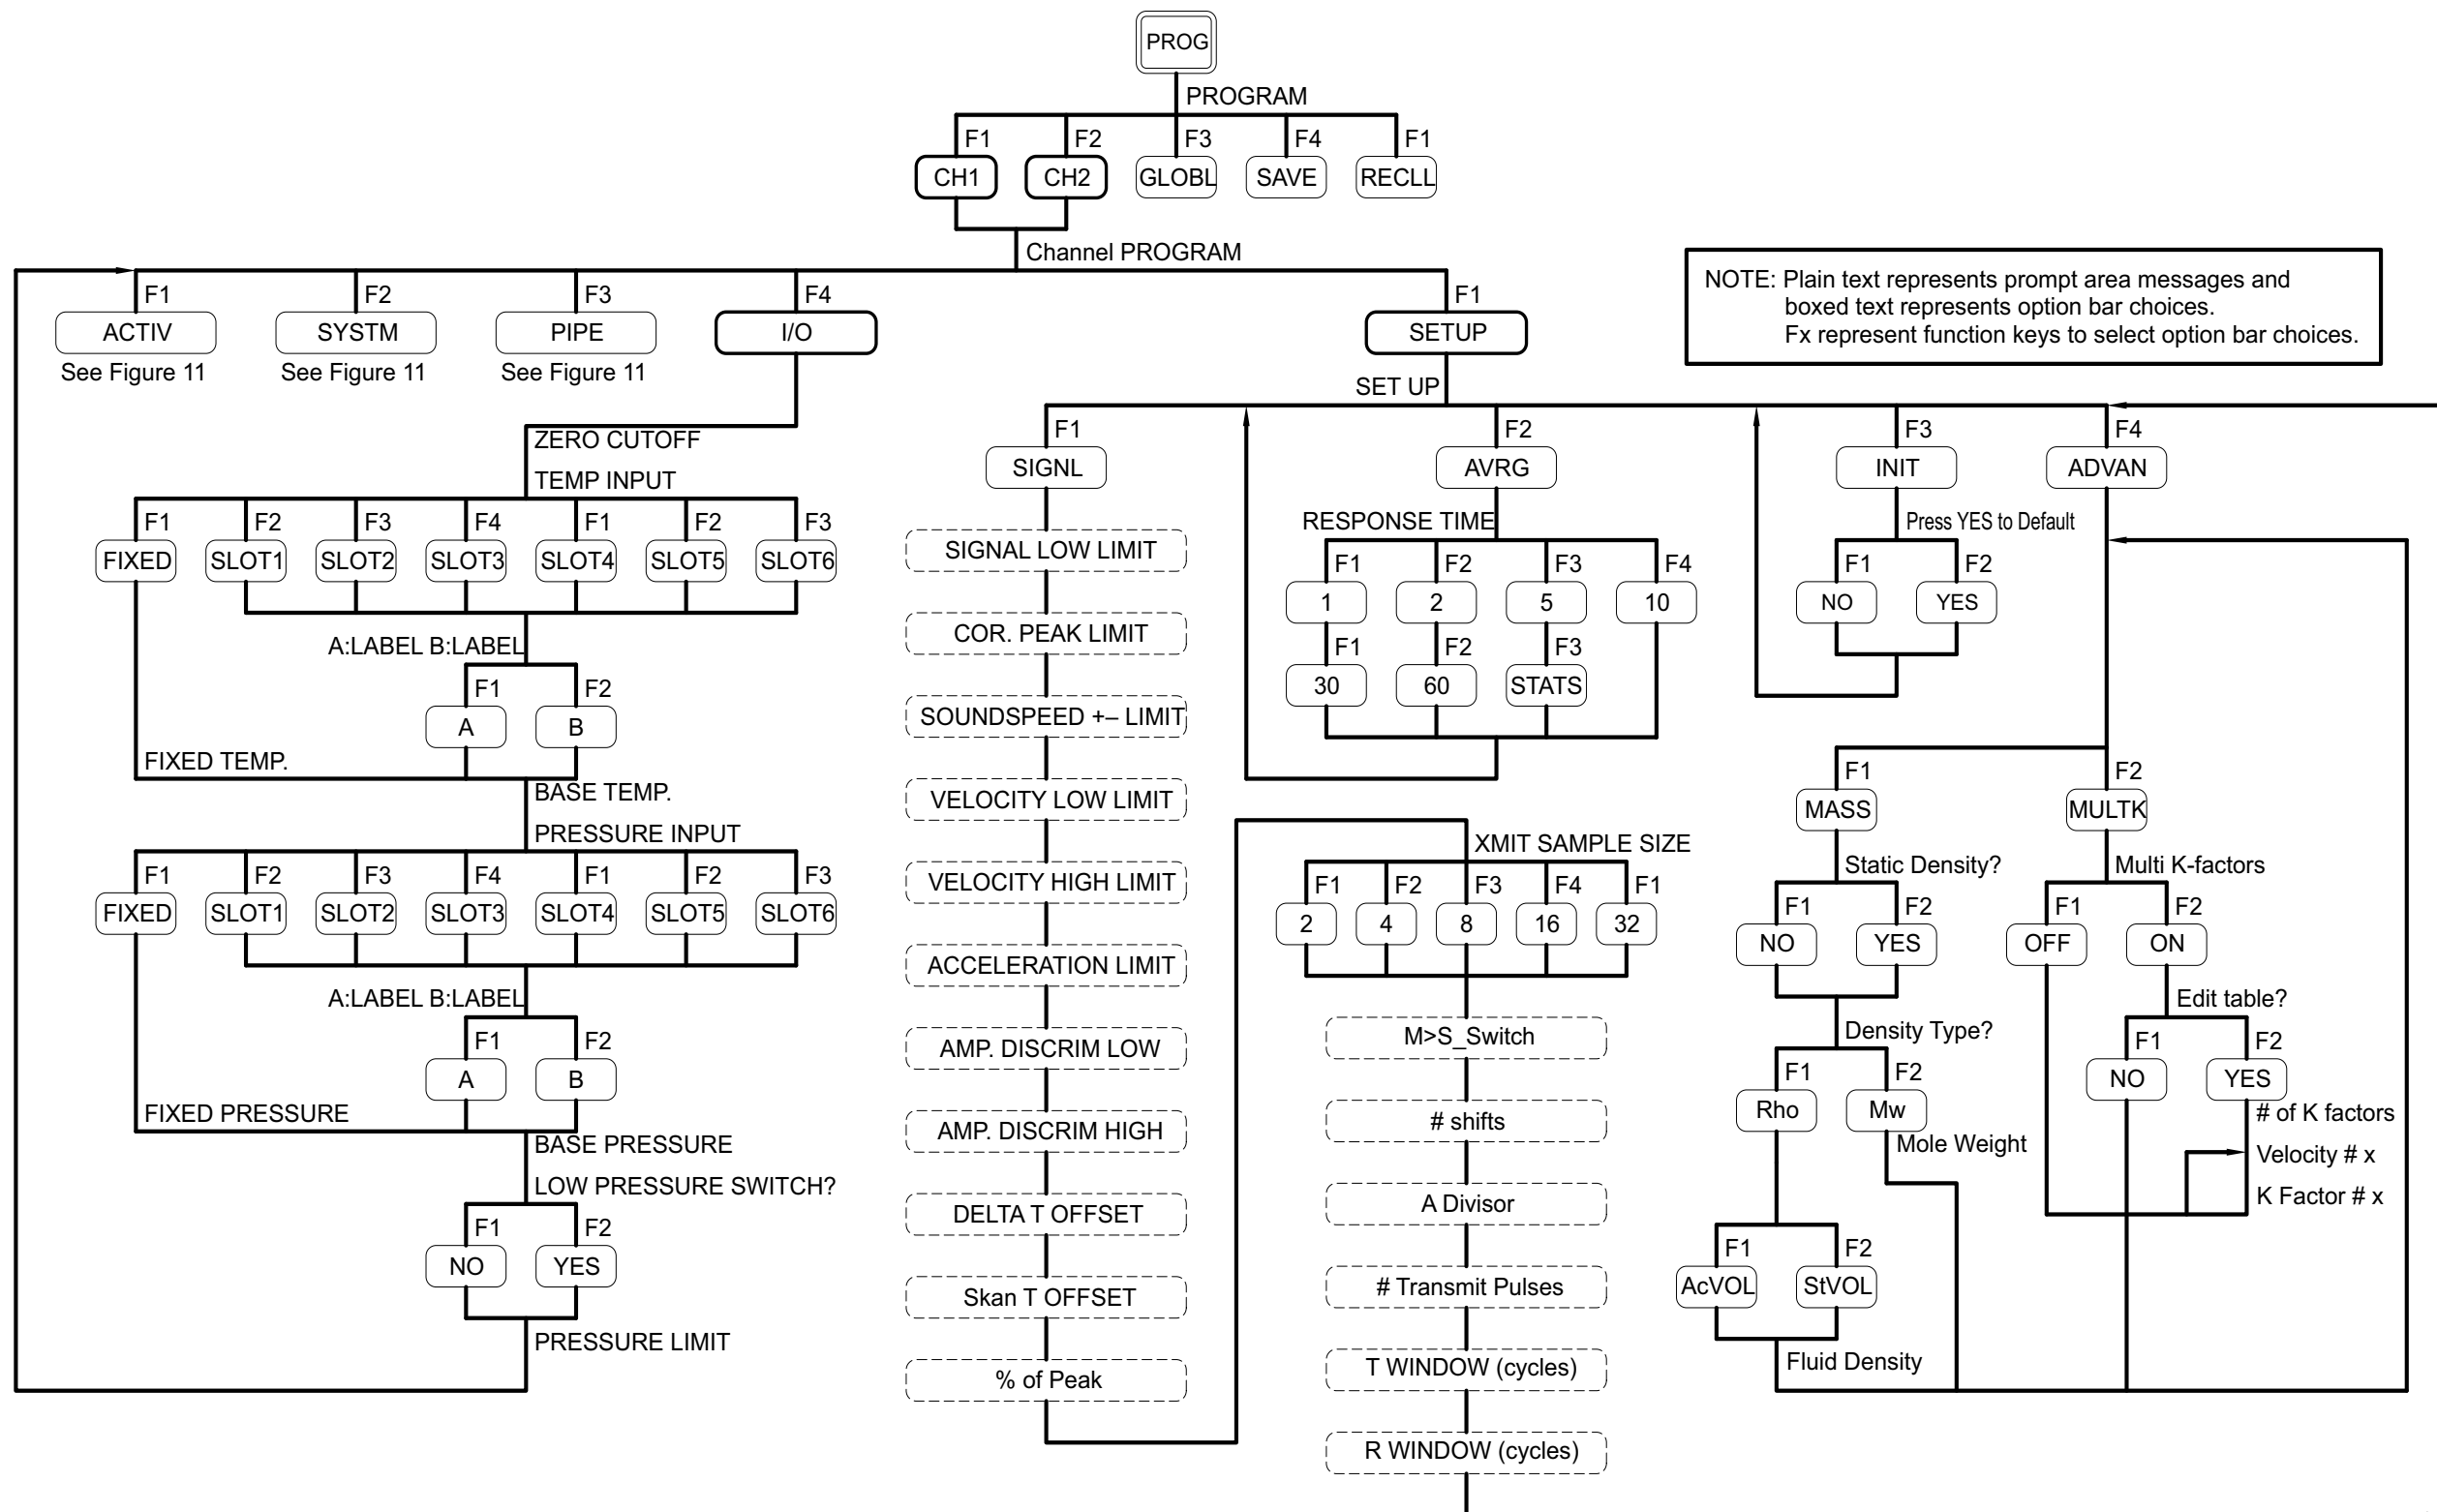 PROG
PROGRAM
F1 F2 F3 F4 F1
CH1 CH2 GLOBL SAVE RECLL
Channel PROGRAM
F1 F2 F3 F4 F1
ACTIV SYSTM PIPE I/O SETUP
See Figure 11 See Figure 11 See Figure 11
NOTE: Plain text represents prompt area messages and
boxed text represents option bar choices.
Fx represent function keys to select option bar choices.
ZERO CUTOFF
TEMP INPUT
F1 F2 F3 F4 F1 F2 F3
FIXED SLOT1 SLOT2 SLOT3 SLOT4 SLOT5 SLOT6
A:LABEL B:LABEL
F1 F2
A B
FIXED TEMP.
BASE TEMP.
PRESSURE INPUT
F1 F2 F3 F4 F1 F2 F3
FIXED SLOT1 SLOT2 SLOT3 SLOT4 SLOT5 SLOT6
A:LABEL B:LABEL
F1 F2
A B
FIXED PRESSURE
BASE PRESSURE
LOW PRESSURE SWITCH?
F1 F2
NO YES
PRESSURE LIMIT
SET UP
F1 F2 F3 F4
SIGNL AVRG INIT ADVAN
SIGNAL LOW LIMIT
COR. PEAK LIMIT
SOUNDSPEED +– LIMIT
VELOCITY LOW LIMIT
VELOCITY HIGH LIMIT
ACCELERATION LIMIT
AMP. DISCRIM LOW
AMP. DISCRIM HIGH
DELTA T OFFSET
Skan T OFFSET
% of Peak
RESPONSE TIME
F1 F2 F3 F4
1 2 5 10
F1 F2 F3
30 60 STATS
XMIT SAMPLE SIZE
F1 F2 F3 F4 F1
2 4 8 16 32
M>S_Switch
# shifts
A Divisor
# Transmit Pulses
T WINDOW (cycles)
R WINDOW (cycles)
Press YES to Default
F1 F2
NO YES
F1 F2
MASS MULTK
Static Density?
F1 F2
NO YES
Density Type?
F1 F2
Rho Mw
Mole Weight
F1 F2
AcVOL StVOL
Fluid Density
Multi K-factors
F1 F2
OFF ON
Edit table?
F1 F2
NO YES
# of K factors
Velocity # x
K Factor # x